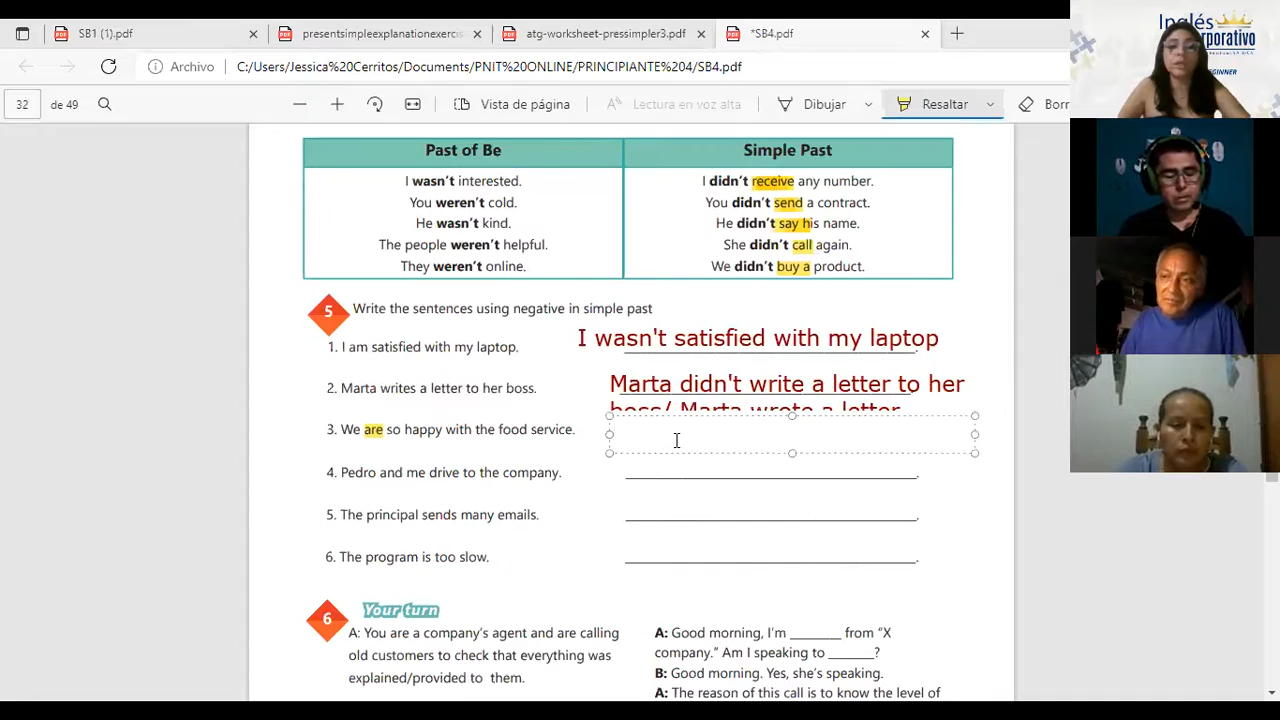 SB1 (1).pdf
presentsimpleexplanationexerci
atg-worksheet-pressimpler3.pdf
*SB4.pdf
Archivo
C:/Users/Jessica%20Cerritos/Documents/PNIT%20ONLINE/PRINCIPIANTE%204/SB4.pdf
32
de 49
Vista de página
Lectura en voz alta
Dibujar
Resaltar
Borr
Inglés
orporativo
GINNER
Past of Be
Simple Past
I wasn't interested.
I didn't receive any number.
You weren't cold.
You didn't send a contract.
He wasn't kind.
He didn't say his name.
The people weren't helpful.
She didn't call again.
They weren't online.
We didn't buy a product.
5
Write the sentences using negative in simple past
1. I am satisfied with my laptop.
I wasn't satisfied with my laptop
2. Marta writes a letter to her boss.
Marta didn't write a letter to her
boss/ Marta wrote a letter
3. We are so happy with the food service.
4. Pedro and me drive to the company.
5. The principal sends many emails.
6. The program is too slow.
6
Your turn
A: You are a company's agent and are calling
old customers to check that everything was
explained/provided to them.
A: Good morning, I'm ________ from "X
company." Am I speaking to _______?
B: Good morning. Yes, she's speaking.
A: The reason of this call is to know the level of